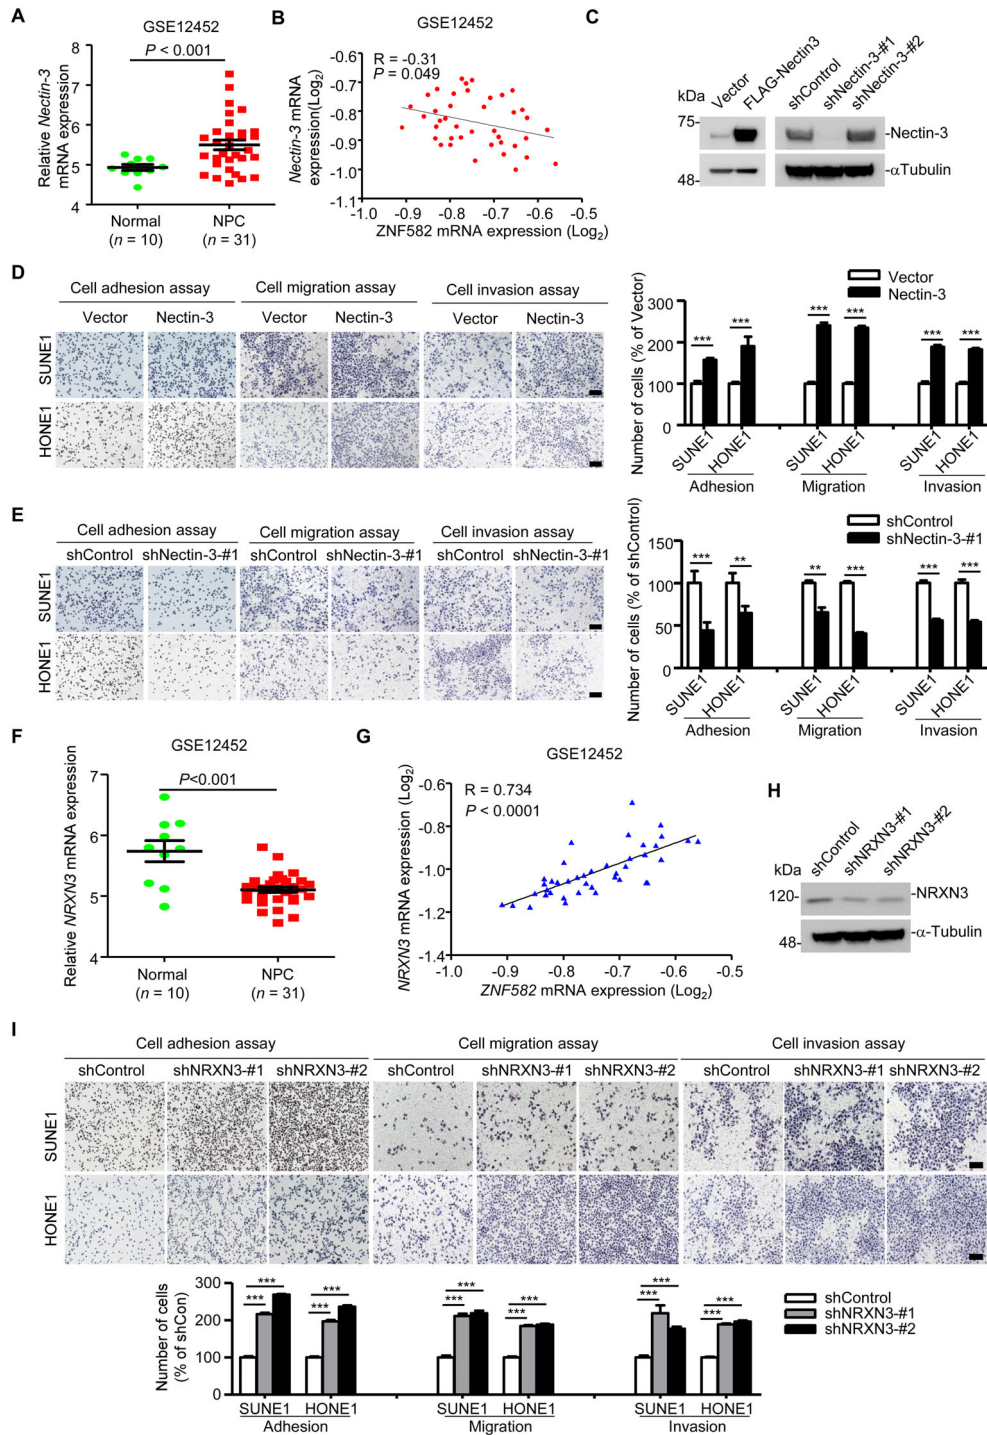 A
GSE12452
P < 0.001
Relative Nectin-3
mRNA expression
8
7
6
5
4
Normal
(n = 10)
NPC
(n = 31)
B
GSE12452
R = -0.31
P = 0.049
Nectin-3 mRNA
expression(Log2)
-0.6
-0.7
-0.8
-0.9
-1.0
-1.1
-1.0 -0.9 -0.8 -0.7 -0.6 -0.5
ZNF582 mRNA expression (Log2)
C
Vector
FLAG-Nectin3
shControl
shNectin-3-#1
shNectin-3-#2
kDa
75-
48-
-Nectin-3
-αTubulin
D
Cell adhesion assay Cell migration assay Cell invasion assay
Vector Nectin-3 Vector Nectin-3 Vector Nectin-3
SUNE1
HONE1
Vector
Nectin-3
Number of cells (% of Vector)
300
200
100
0
*** *** *** *** *** ***
SUNE1 HONE1 SUNE1 HONE1 SUNE1 HONE1
Adhesion Migration Invasion
E
Cell adhesion assay Cell migration assay Cell invasion assay
shControl shNectin-3-#1 shControl shNectin-3-#1 shControl shNectin-3-#1
SUNE1
HONE1
shControl
shNectin-3-#1
Number of cells (% of shControl)
150
100
50
0
*** ** ** *** *** ***
SUNE1 HONE1 SUNE1 HONE1 SUNE1 HONE1
Adhesion Migration Invasion
F
GSE12452
P<0.001
Relative NRXN3 mRNA expression
7
6
5
4
Normal
(n = 10)
NPC
(n = 31)
G
GSE12452
R = 0.734
P < 0.0001
NRXN3 mRNA expression (Log2)
-0.6
-0.8
-1.0
-1.2
-1.4
-1.0 -0.9 -0.8 -0.7 -0.6 -0.5
ZNF582 mRNA expression (Log2)
H
shControl
shNRXN3-#1
shNRXN3-#2
kDa
120-
48-
-NRXN3
-α-Tubulin
I
Cell adhesion assay Cell migration assay Cell invasion assay
shControl shNRXN3-#1 shNRXN3-#2 shControl shNRXN3-#1 shNRXN3-#2 shControl shNRXN3-#1 shNRXN3-#2
SUNE1
HONE1
Number of cells
(% of shCon)
300
200
100
0
*** *** *** *** *** ***
*** *** *** *** *** ***
shControl
shNRXN3-#1
shNRXN3-#2
SUNE1 HONE1 SUNE1 HONE1 SUNE1 HONE1
Adhesion Migration Invasion